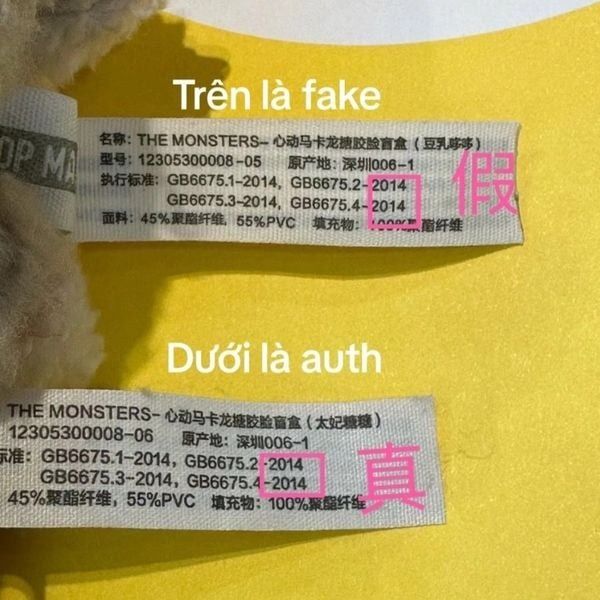 Trên là fake
OP MA
名称：THE MONSTERS- 心动马卡龙搪胶脸盲盒（豆乳哆哆）
型号：12305300008-05 原产地：深圳006-1
执行标准：GB6675.1-2014，GB6675.2-2014
GB6675.3-2014，GB6675.4-2014
面料：45%聚酯纤维，55%PVC 填充物：100%聚酯纤维
假
Dưới là auth
THE MONSTERS- 心动马卡龙搪胶脸盲盒（太妃糖糖）
12305300008-06 原产地：深圳006-1
标准：GB6675.1-2014，GB6675.2-2014
GB6675.3-2014，GB6675.4-2014
45%聚酯纤维，55%PVC 填充物：100%聚酯纤维
真